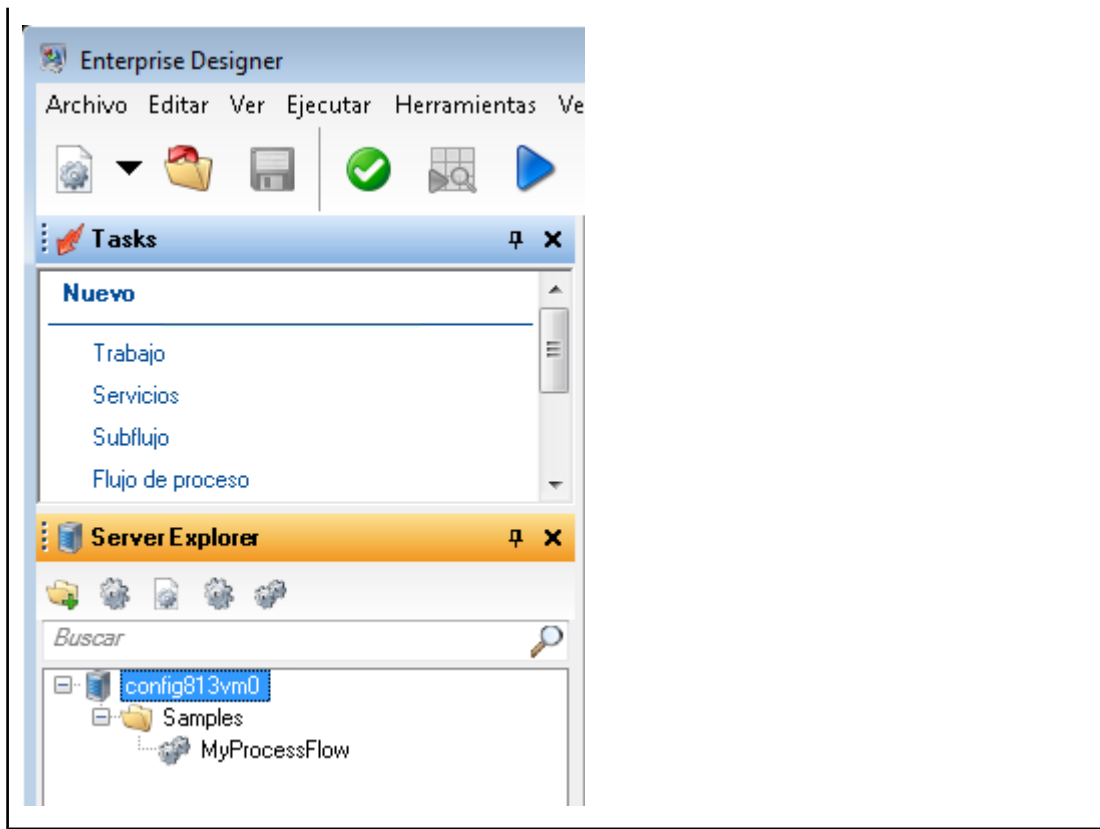 Enterprise Designer
Archivo Editar Ver Ejecutar Herramientas Ve
Tasks
Nuevo
Trabajo
Servicios
Subflujo
Flujo de proceso
Server Explorer
Buscar
config813vm0
Samples
MyProcessFlow